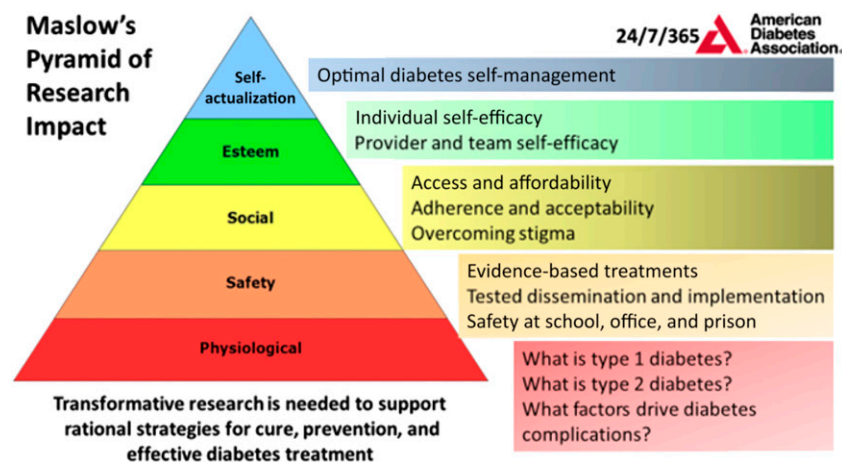 Maslow's
Pyramid of
Research
Impact
24/7/365
American
Diabetes
Association®
Self-
actualization
Optimal diabetes self-management
Esteem
Individual self-efficacy
Provider and team self-efficacy
Social
Access and affordability
Adherence and acceptability
Overcoming stigma
Safety
Evidence-based treatments
Tested dissemination and implementation
Safety at school, office, and prison
Physiological
What is type 1 diabetes?
What is type 2 diabetes?
What factors drive diabetes
complications?
Transformative research is needed to support
rational strategies for cure, prevention, and
effective diabetes treatment